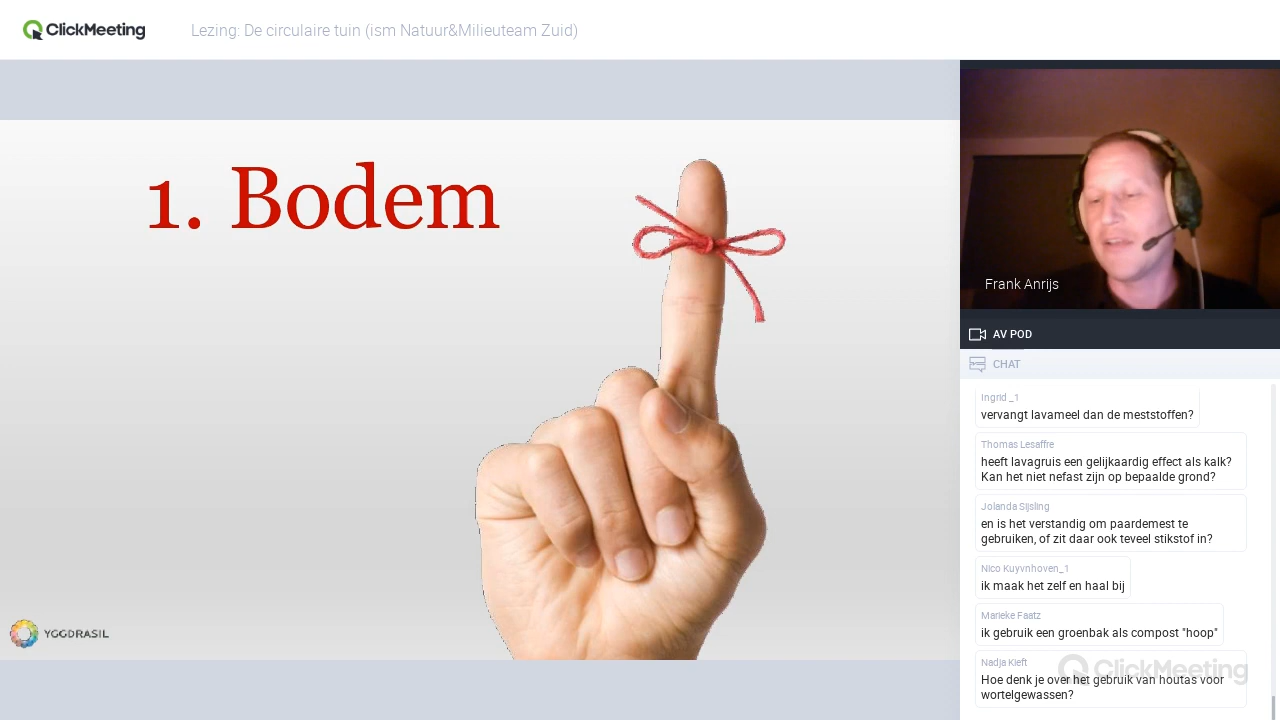 ClickMeeting
Lezing: De circulaire tuin (ism Natuur&Milieuteam Zuid)
1. Bodem
YGGDRASIL
Frank Anrijs
AV POD
CHAT
Ingrid _1
vervangt lavameel dan de meststoffen?
Thomas Lesaffre
heeft lavagruis een gelijkaardig effect als kalk?
Kan het niet nefast zijn op bepaalde grond?
Jolanda Sijsling
en is het verstandig om paardemest te
gebruiken, of zit daar ook teveel stikstof in?
Nico Kuyvnhoven_1
ik maak het zelf en haal bij
Marieke Faatz
ik gebruik een groenbak als compost "hoop"
Nadja Kieft
Hoe denk je over het gebruik van houtas voor
wortelgewassen?
ClickMeeting